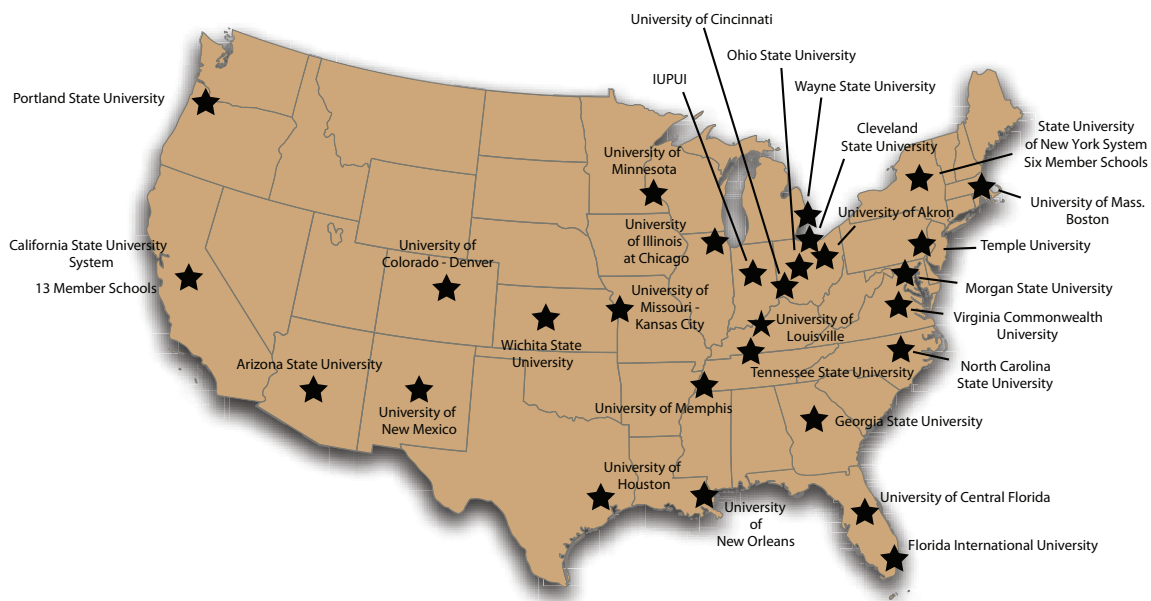 University of Cincinnati
Ohio State University
IUPUI
Wayne State University
Portland State University
Cleveland
State University
State University
of New York System
Six Member Schools
University of
Minnesota
University of Mass.
Boston
University of Akron
University
of Illinois
at Chicago
Temple University
California State University
System
13 Member Schools
University of
Colorado - Denver
Morgan State University
University of
Missouri -
Kansas City
Virginia Commonwealth
University
University of
Louisville
Wichita State
University
Arizona State University
Tennessee State University
North Carolina
State University
University of
New Mexico
University of Memphis
Georgia State University
University of
Houston
University of Central Florida
University
of
New Orleans
Florida International University